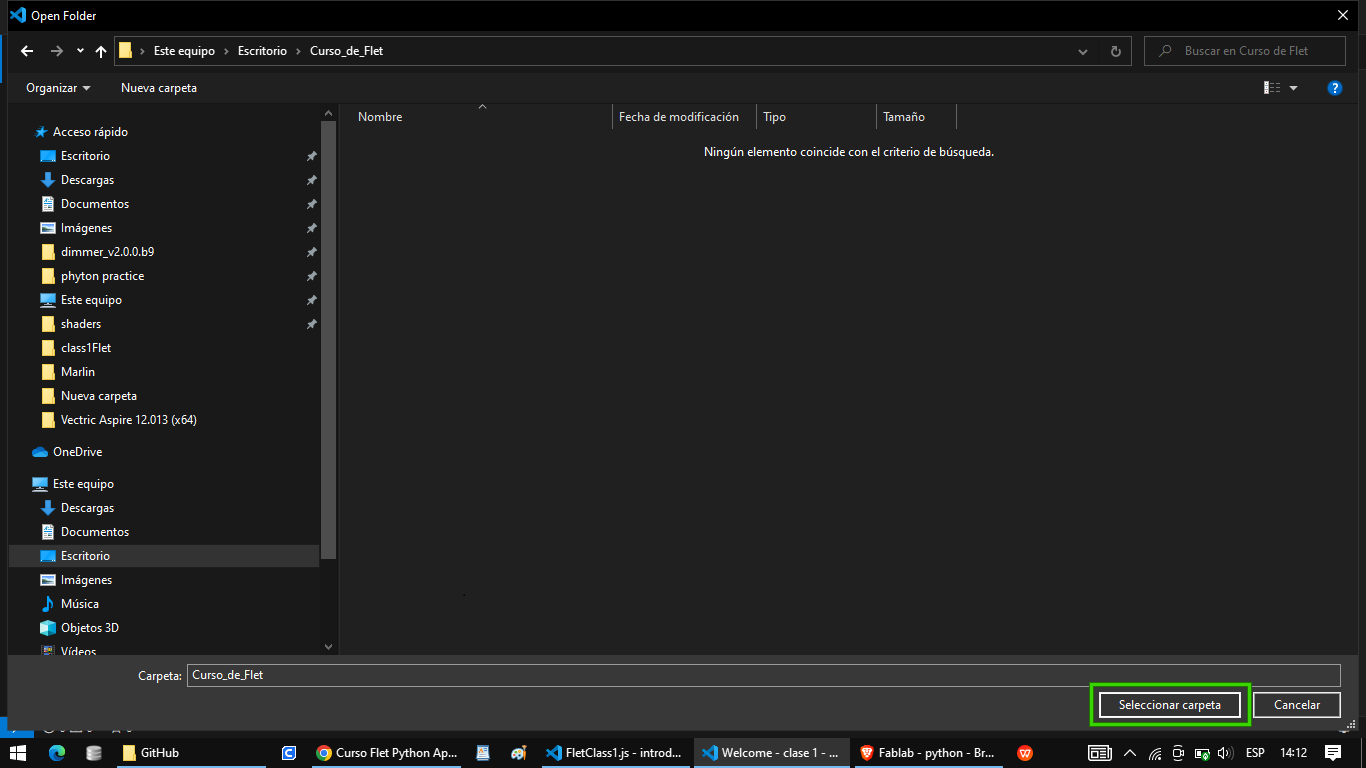 Open Folder
Este equipo › Escritorio › Curso_de_Flet
Buscar en Curso de Flet
Organizar
Nueva carpeta
Nombre
Fecha de modificación
Tipo
Tamaño
Ningún elemento coincide con el criterio de búsqueda.
Acceso rápido
Escritorio
Descargas
Documentos
Imágenes
dimmer_v2.0.0.b9
phyton practice
Este equipo
shaders
class1Flet
Marlin
Nueva carpeta
Vectric Aspire 12.013 (x64)
OneDrive
Este equipo
Descargas
Documentos
Escritorio
Imágenes
Música
Objetos 3D
Vídeos
Carpeta: Curso_de_Flet
Seleccionar carpeta
Cancelar
GitHub
Curso Flet Python Ap...
FletClass1.js - introd...
Welcome - clase 1 - ...
Fablab - python - Br...
ESP
14:12